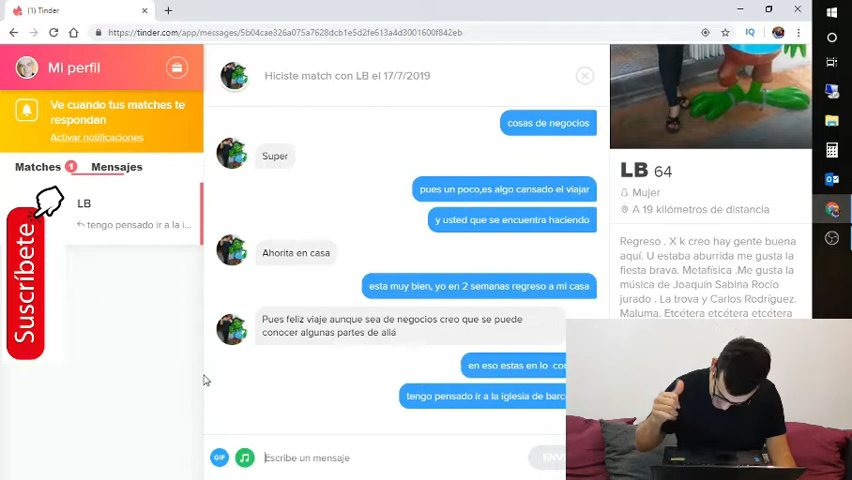 (1) Tinder
https://tinder.com/app/messages/5b04cae326a075a7628dcb1e5d2fe613a4d3001600f842eb
IQ
Mi perfil
Ve cuando tus matches te
respondan
Activar notificaciones
Matches 1 Mensajes
LB
tengo pensado ir a la i...
Suscríbete
Hiciste match con LB el 17/7/2019
cosas de negocios
Super
pues un poco,es algo cansado el viajar
y usted que se encuentra haciendo
Ahorita en casa
esta muy bien, yo en 2 semanas regreso a mi casa
Pues feliz viaje aunque sea de negocios creo que se puede
conocer algunas partes de allá
en eso estas en lo
tengo pensado ir a la iglesia de
GIF
Escribe un mensaje
LB 64
Mujer
A 19 kilómetros de distancia
Regreso . X k creo hay gente buena
aquí. U estaba aburrida me gusta la
fiesta brava. Metafísica .Me gusta la
música de Joaquín Sabina Rocío
jurado . La trova y Carlos Rodríguez.
Maluma. Etcétera etcétera etcétera